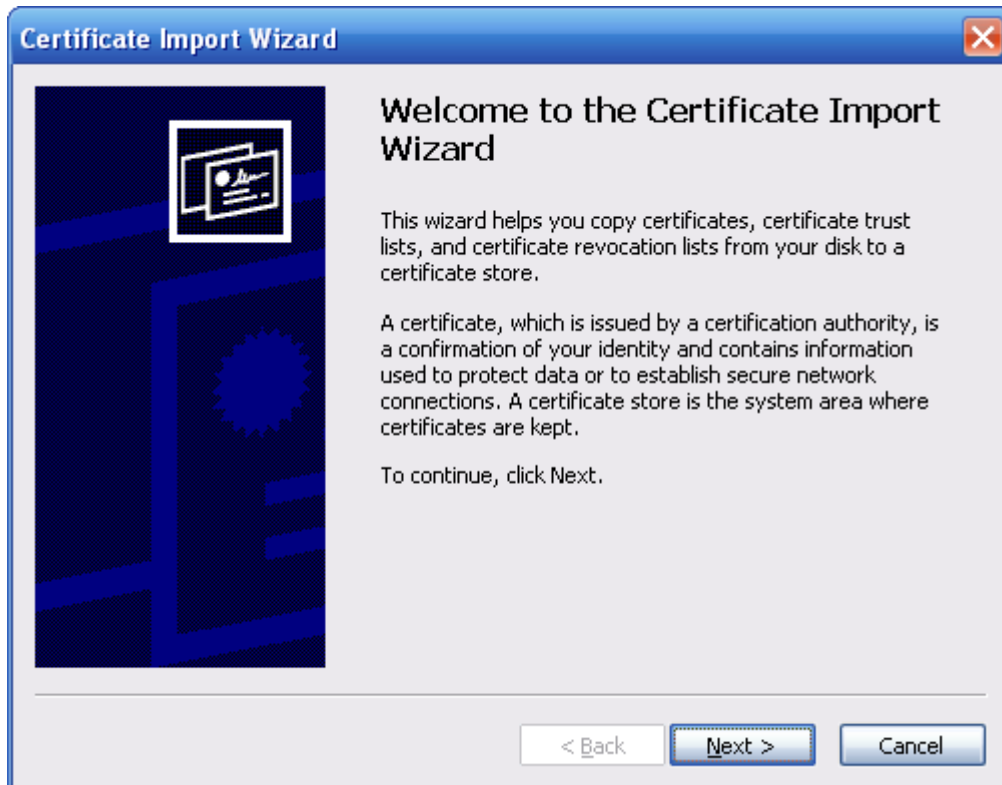 Certificate Import Wizard
Welcome to the Certificate Import
Wizard
This wizard helps you copy certificates, certificate trust
lists, and certificate revocation lists from your disk to a
certificate store.
A certificate, which is issued by a certification authority, is
a confirmation of your identity and contains information
used to protect data or to establish secure network
connections. A certificate store is the system area where
certificates are kept.
To continue, click Next.
< Back Next > Cancel